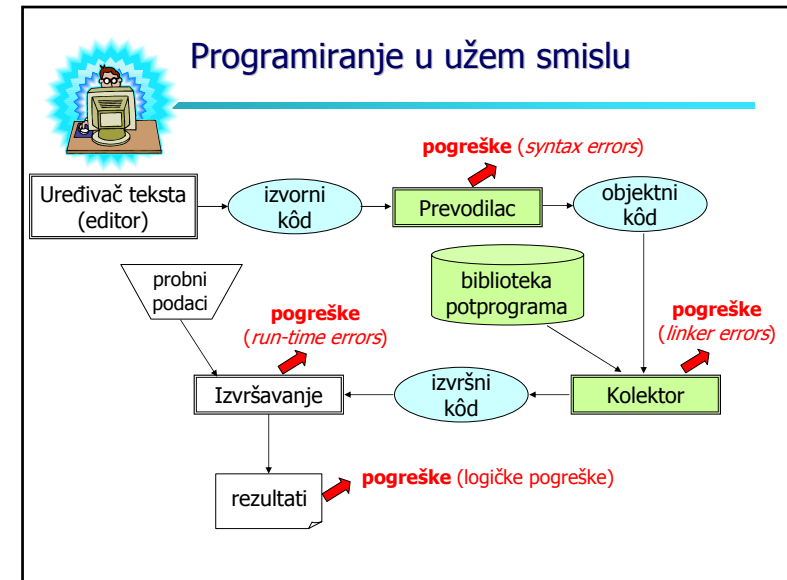 Programiranje u užem smislu
pogreške (syntax errors)
Uređivač teksta
(editor)
izvorni
kôd
Prevodilac
objektni
kôd
probni
podaci
biblioteka
potprograma
pogreške
(run-time errors)
pogreške
(linker errors)
Izvršavanje
izvršni
kôd
Kolektor
rezultati
pogreške (logičke pogreške)